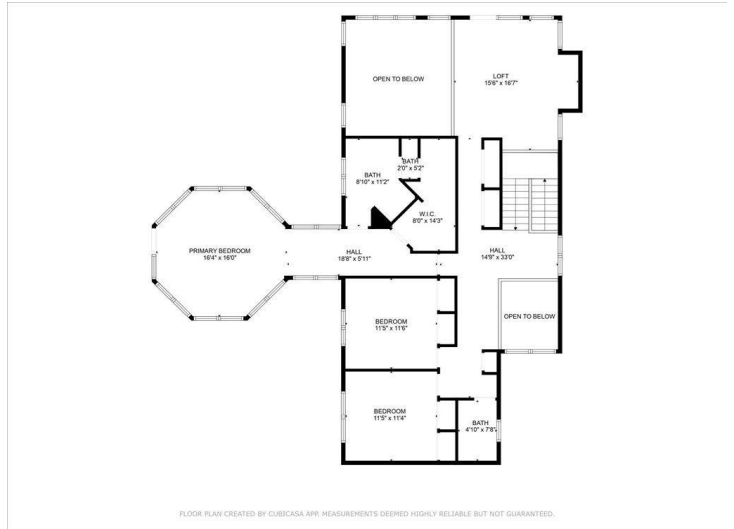 LOFT
15'6" x 16'7"
OPEN TO BELOW
BATH
2'0" x 5'2"
BATH
8'10" x 11'2"
W.I.C.
8'0" x 14'3"
PRIMARY BEDROOM
16'4" x 16'0"
HALL
18'8" x 5'11"
HALL
14'9" x 33'0"
OPEN TO BELOW
BEDROOM
11'5" x 11'6"
BEDROOM
11'5" x 11'4"
BATH
4'10" x 7'8"
FLOOR PLAN CREATED BY CUBICASA APP. MEASUREMENTS DEEMED HIGHLY RELIABLE BUT NOT GUARANTEED.